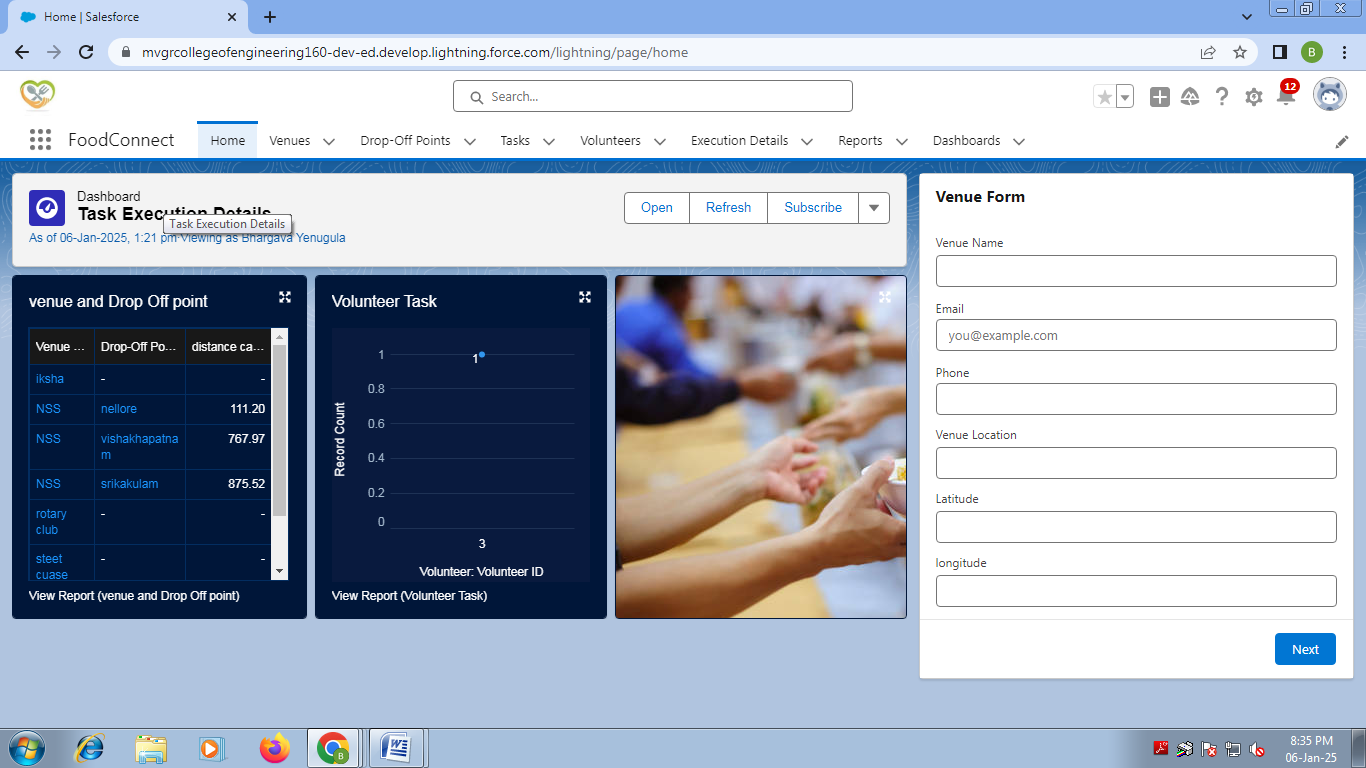 Home | Salesforce
mvgrcollegeofengineering160-dev-ed.develop.lightning.force.com/lightning/page/home
B
Search...
12
FoodConnect
Home
Venues
Drop-Off Points
Tasks
Volunteers
Execution Details
Reports
Dashboards
Dashboard
Task Execution Details
Task Execution Details
As of 06-Jan-2025, 1:21 pm·Viewing as Bhargava Yenugula
Open
Refresh
Subscribe
venue and Drop Off point
Venue ... Drop-Off Po... distance ca...
iksha - -
NSS nellore 111.20
NSS vishakhapatna 767.97
m
NSS srikakulam 875.52
rotary - -
club
steet - -
cuase
View Report (venue and Drop Off point)
Volunteer Task
1
1
0.8
0.6
0.4
0.2
0
Record Count
3
Volunteer: Volunteer ID
View Report (Volunteer Task)
Venue Form
Venue Name
Email
you@example.com
Phone
Venue Location
Latitude
longitude
Next
B
8:35 PM
06-Jan-25